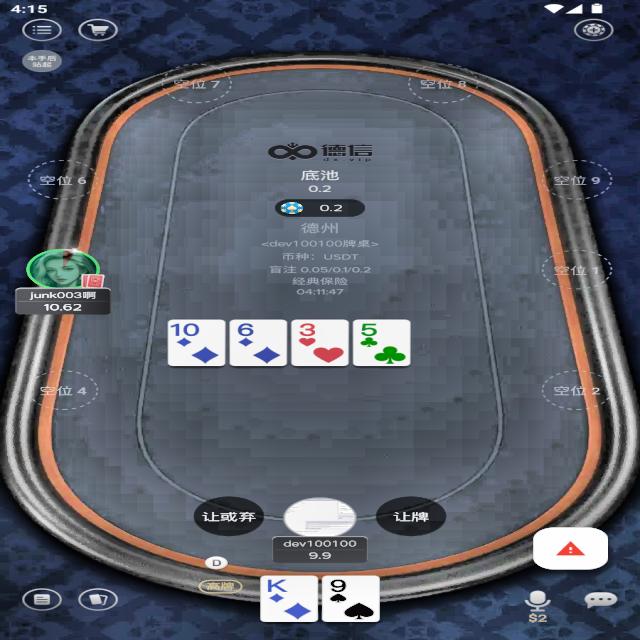 4:15
本手后
站起
空位 7
空位 8
德信
dx.vip
底池
0.2
0.2
空位 6
空位 9
德州
<dev100100牌桌>
币种：USDT
盲注 0.05/0.1/0.2
经典保险
04:11:47
空位 1
junk003啊
10.62
10 6 3 5
空位 4
空位 2
让或弃
让牌
dev100100
9.9
D
高牌
K 9
$2